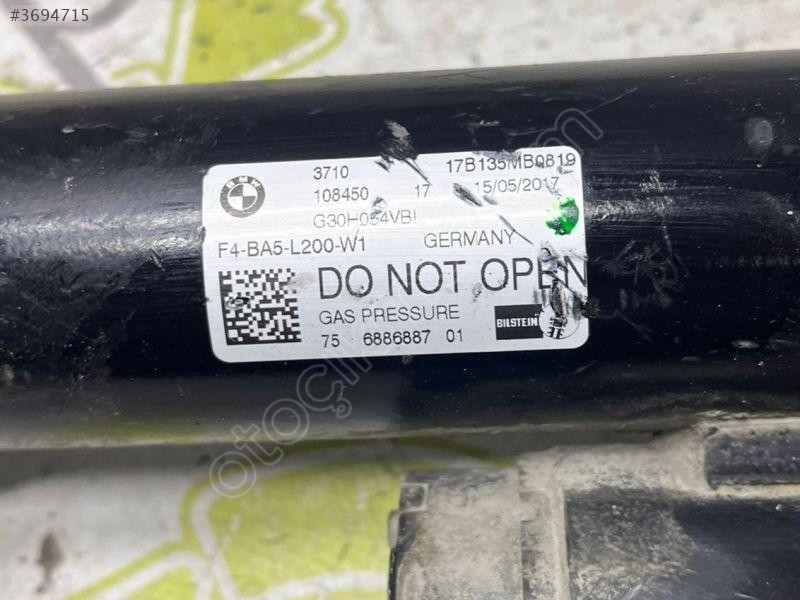 #3694715
BMW
3710 17B135MB0819
108450 17 15/05/2017
G30H054VBI
F4-BA5-L200-W1 GERMANY
DO NOT OPEN
GAS PRESSURE
75 6886887 01 BILSTEIN